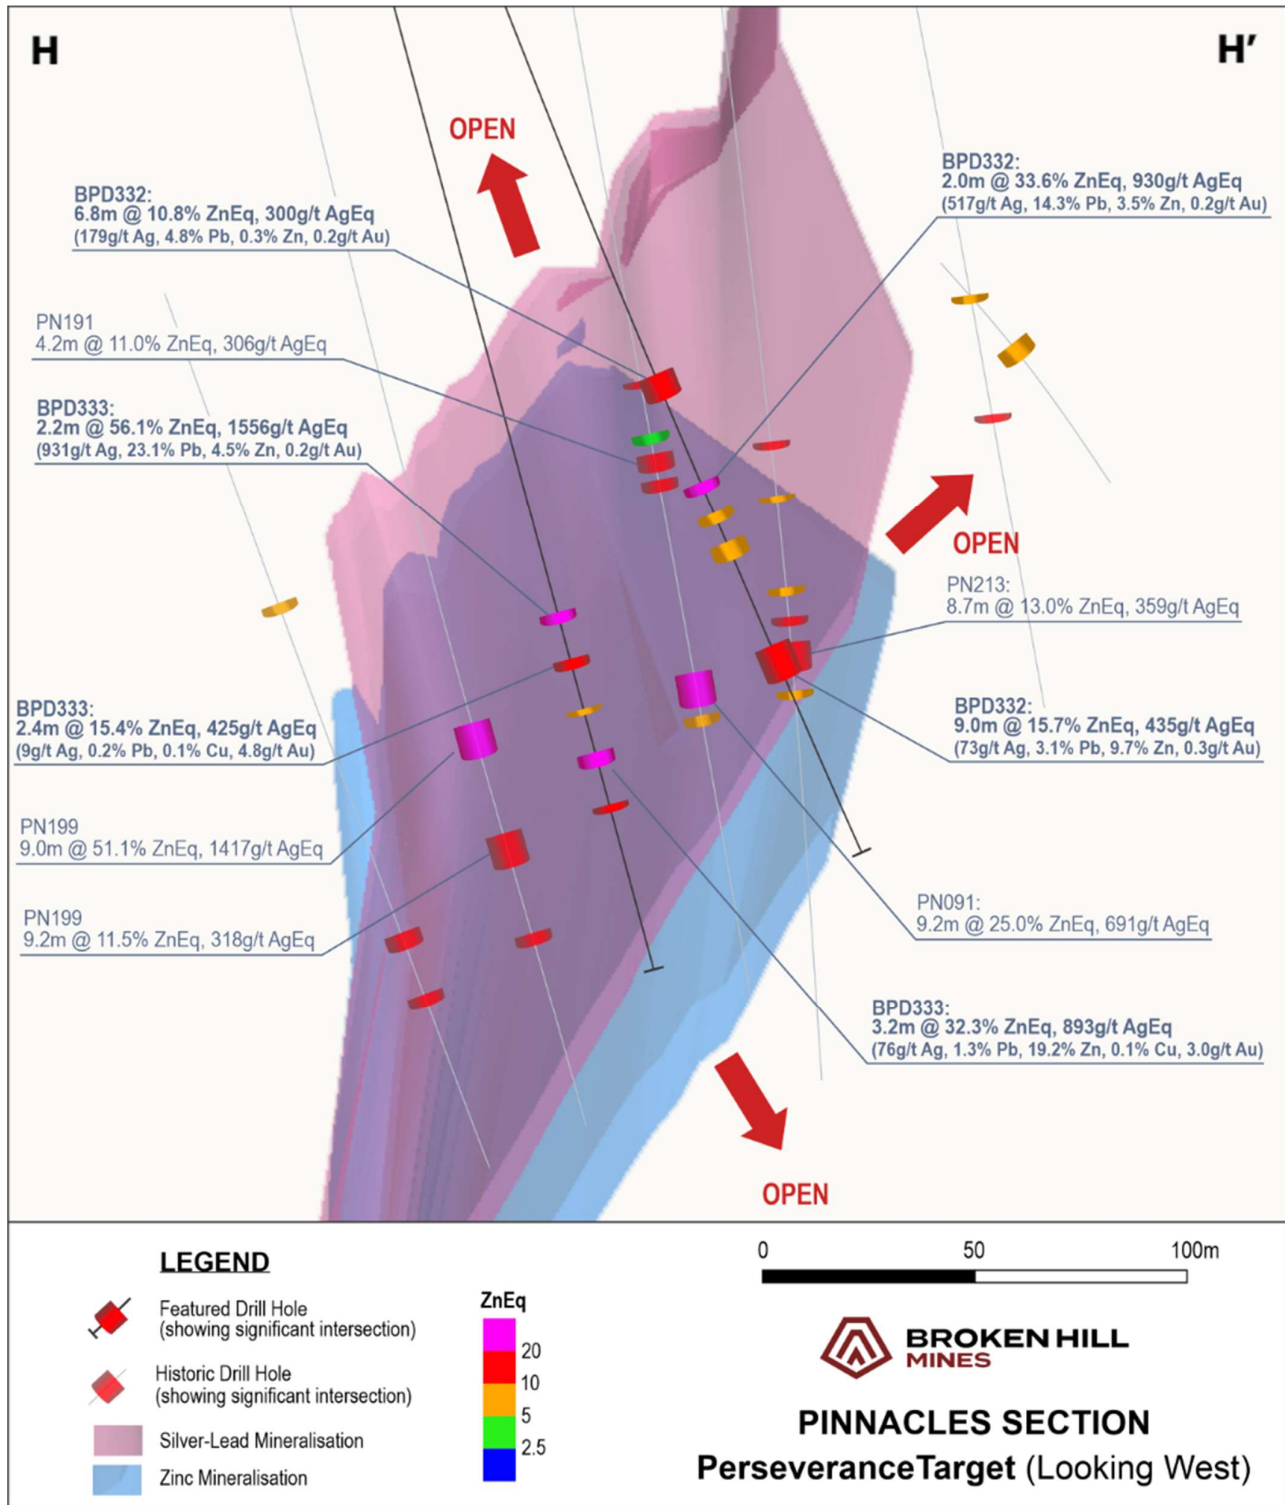 H
H'
OPEN
BPD332:
2.0m @ 33.6% ZnEq, 930g/t AgEq
(517g/t Ag, 14.3% Pb, 3.5% Zn, 0.2g/t Au)
BPD332:
6.8m @ 10.8% ZnEq, 300g/t AgEq
(179g/t Ag, 4.8% Pb, 0.3% Zn, 0.2g/t Au)
PN191
4.2m @ 11.0% ZnEq, 306g/t AgEq
BPD333:
2.2m @ 56.1% ZnEq, 1556g/t AgEq
(931g/t Ag, 23.1% Pb, 4.5% Zn, 0.2g/t Au)
OPEN
PN213:
8.7m @ 13.0% ZnEq, 359g/t AgEq
BPD333:
2.4m @ 15.4% ZnEq, 425g/t AgEq
(9g/t Ag, 0.2% Pb, 0.1% Cu, 4.8g/t Au)
BPD332:
9.0m @ 15.7% ZnEq, 435g/t AgEq
(73g/t Ag, 3.1% Pb, 9.7% Zn, 0.3g/t Au)
PN199
9.0m @ 51.1% ZnEq, 1417g/t AgEq
PN199
9.2m @ 11.5% ZnEq, 318g/t AgEq
PN091:
9.2m @ 25.0% ZnEq, 691g/t AgEq
BPD333:
3.2m @ 32.3% ZnEq, 893g/t AgEq
(76g/t Ag, 1.3% Pb, 19.2% Zn, 0.1% Cu, 3.0g/t Au)
OPEN
LEGEND
Featured Drill Hole
(showing significant intersection)
Historic Drill Hole
(showing significant intersection)
Silver-Lead Mineralisation
Zinc Mineralisation
ZnEq
20
10
5
2.5
0 50 100m
BROKEN HILL
MINES
PINNACLES SECTION
PerseveranceTarget (Looking West)